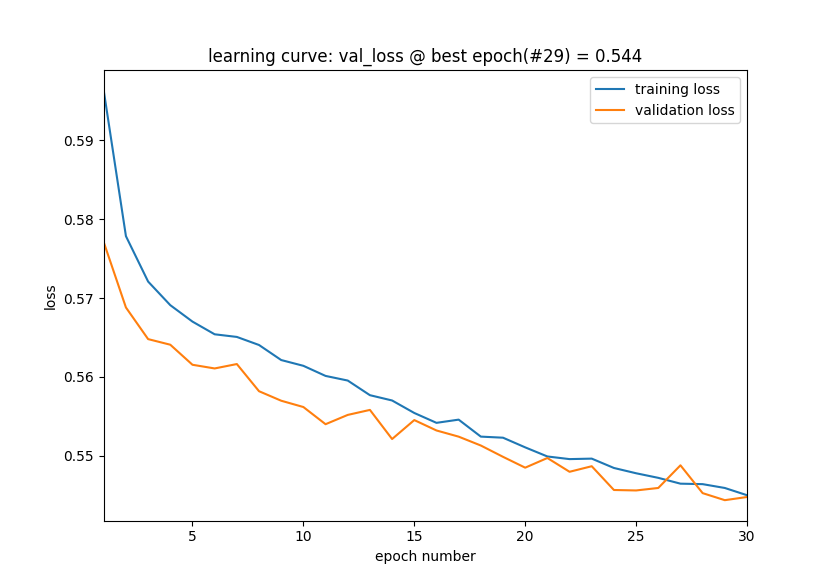 learning curve: val_loss @ best epoch(#29) = 0.544
training loss
validation loss
0.59
0.58
0.57
0.56
0.55
loss
5 10 15 20 25 30
epoch number